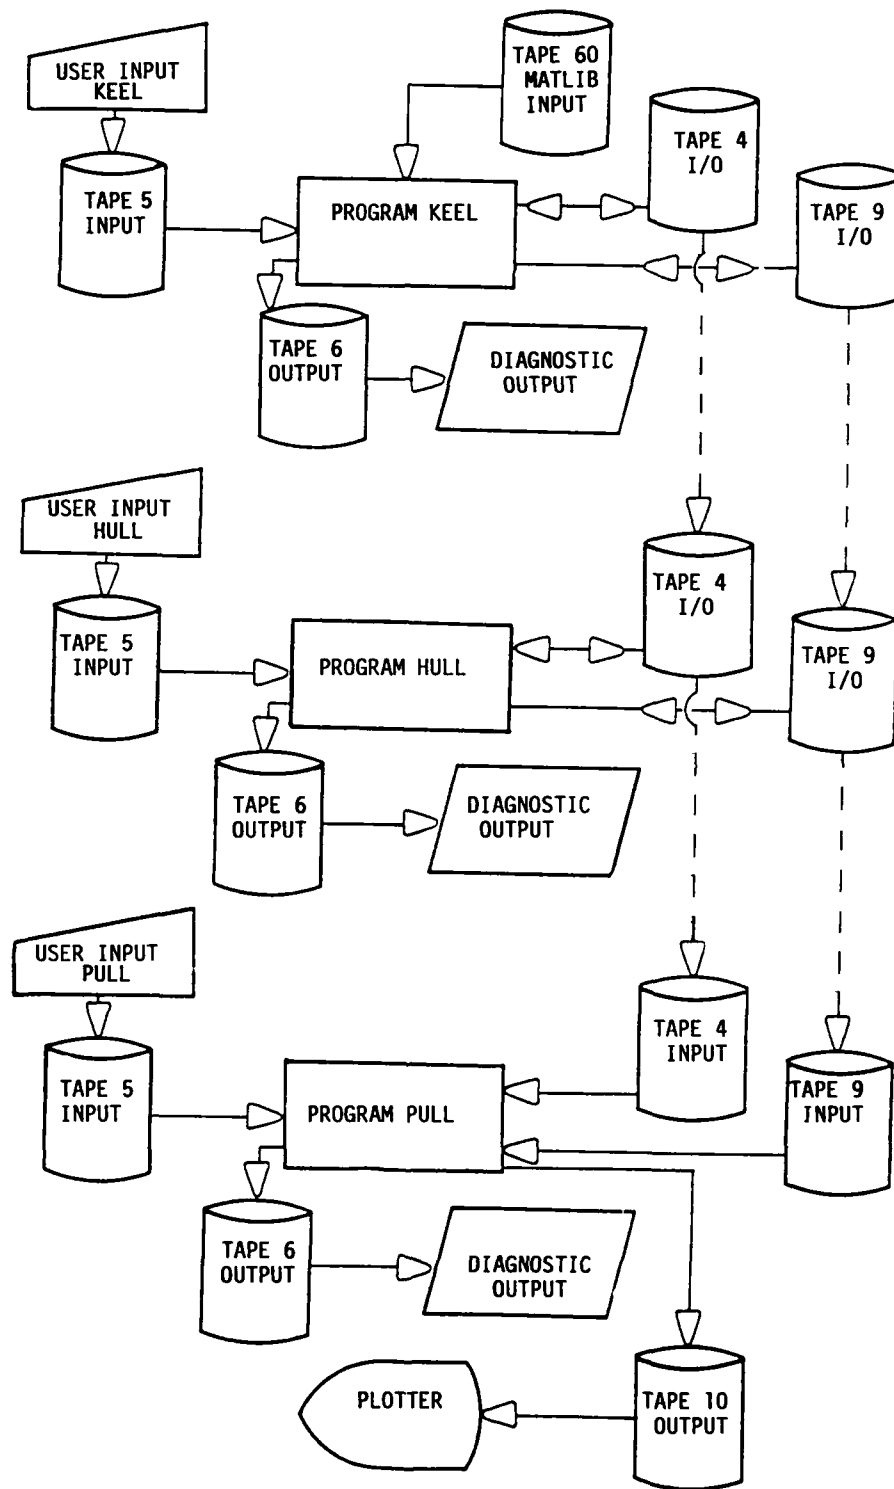 USER INPUT
KEEL
TAPE 60
MATLIB
INPUT
TAPE 4
I/O
TAPE 5
INPUT
PROGRAM KEEL
TAPE 9
I/O
TAPE 6
OUTPUT
DIAGNOSTIC
OUTPUT
USER INPUT
HULL
TAPE 4
I/O
TAPE 5
INPUT
PROGRAM HULL
TAPE 9
I/O
TAPE 6
OUTPUT
DIAGNOSTIC
OUTPUT
USER INPUT
PULL
TAPE 4
INPUT
TAPE 5
INPUT
PROGRAM PULL
TAPE 9
INPUT
TAPE 6
OUTPUT
DIAGNOSTIC
OUTPUT
PLOTTER
TAPE 10
OUTPUT